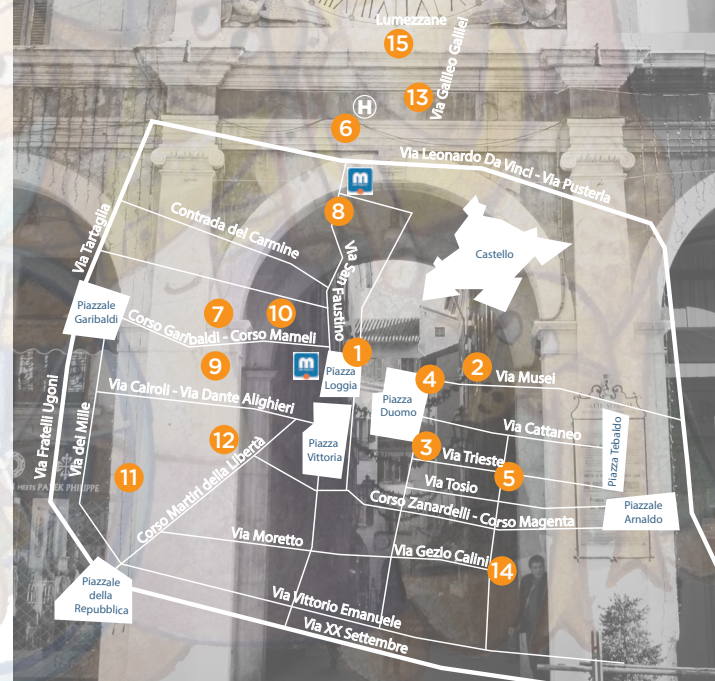 Lumezzane
15
Via Galileo Galilei
13
H
6
Via Leonardo Da Vinci - Via Pusterla
m
8
Via Tartaglia
Contrada del Carmine
Via San Faustino
Castello
Piazzale
Garibaldi
7
10
Corso Garibaldi - Corso Mameli
1
9
m
Piazza
Loggia
4
2
Via Musei
Via Cairoli - Via Dante Alighieri
Piazza
Duomo
Via Fratelli Ugoni
Via dei Mille
12
Piazza
Vittoria
Via Cattaneo
Piazza Tebaldo
3
Via Trieste
5
11
MEETS PATEK PHILIPPE
Corso Martiri della Libertà
Via Tosio
Corso Zanardelli - Corso Magenta
Piazzale
Arnaldo
Via Moretto
Via Gezio Calini
14
Piazzale
della
Repubblica
Via Vittorio Emanuele
Via XX Settembre